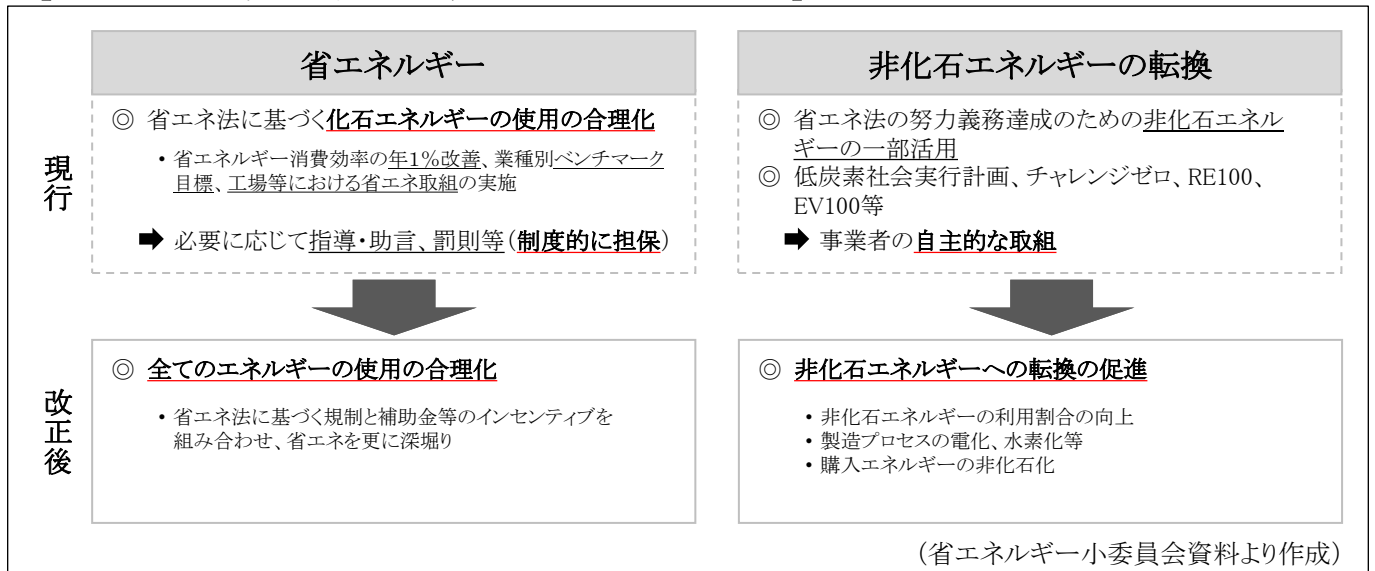 省エネルギー
非化石エネルギーの転換
現行
◎ 省エネ法に基づく化石エネルギーの使用の合理化
・省エネルギー消費効率の年1%改善、業種別ベンチマーク
目標、工場等における省エネ取組の実施
➡ 必要に応じて指導・助言、罰則等（制度的に担保）
◎ 省エネ法の努力義務達成のための非化石エネル
ギーの一部活用
◎ 低炭素社会実行計画、チャレンジゼロ、RE100、
EV100等
➡ 事業者の自主的な取組
改正後
◎ 全てのエネルギーの使用の合理化
・省エネ法に基づく規制と補助金等のインセンティブを
組み合わせ、省エネを更に深堀り
◎ 非化石エネルギーへの転換の促進
・非化石エネルギーの利用割合の向上
・製造プロセスの電化、水素化等
・購入エネルギーの非化石化
（省エネルギー小委員会資料より作成）